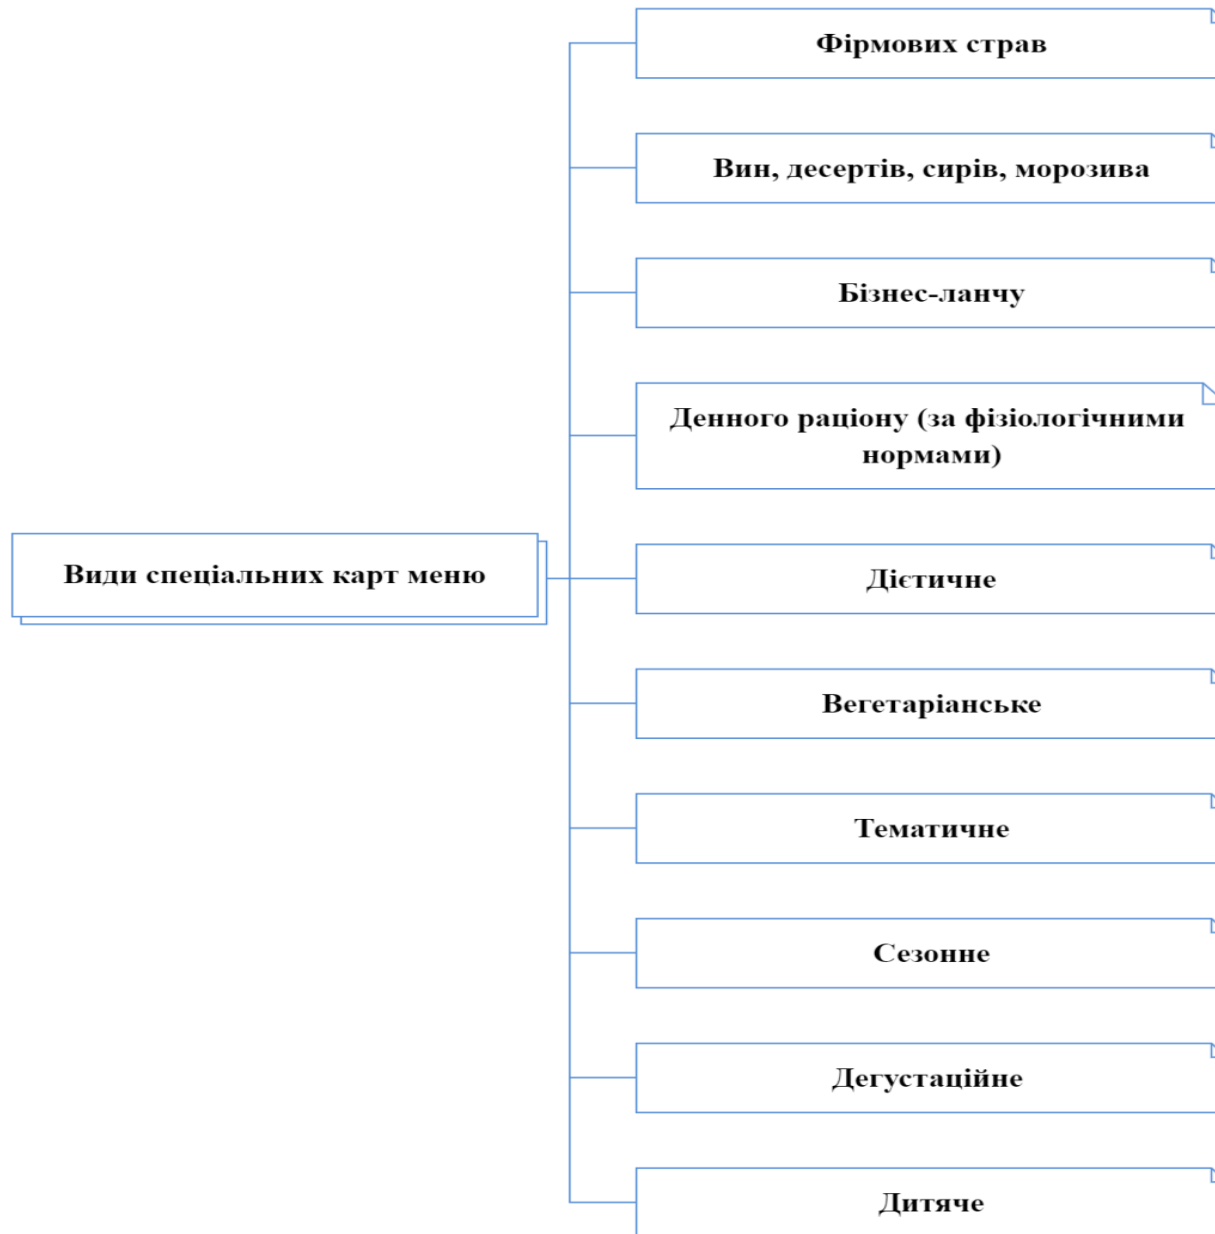 Фірмових страв
Вин, десертів, сирів, морозива
Бізнес-ланчу
Денного раціону (за фізіологічними
нормами)
Види спеціальних карт меню
Дієтичне
Вегетаріанське
Тематичне
Сезонне
Дегустаційне
Дитяче